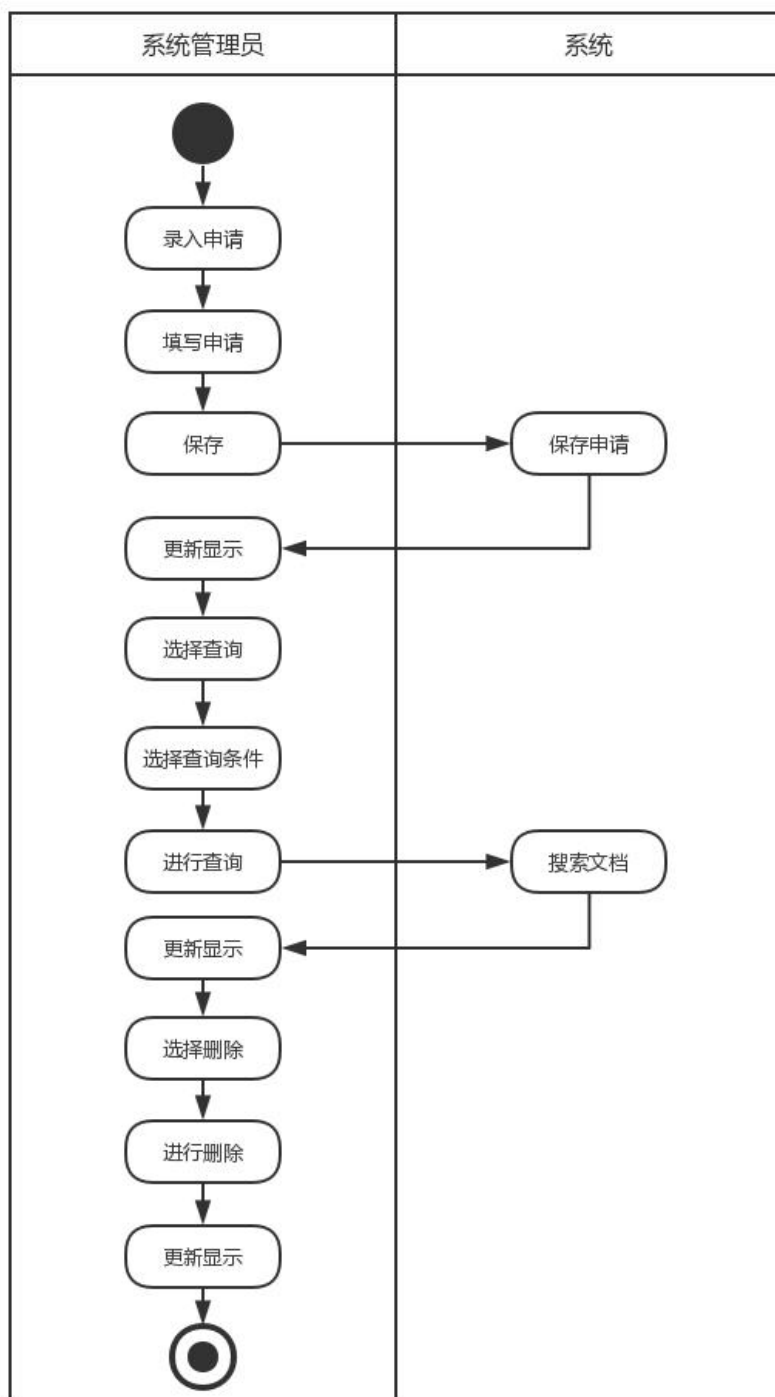 系统管理员
系统
录入申请
填写申请
保存
保存申请
更新显示
选择查询
选择查询条件
进行查询
搜索文档
更新显示
选择删除
进行删除
更新显示